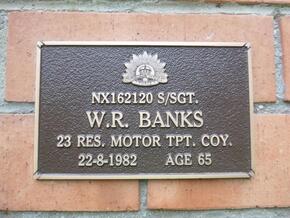 NX162120 S/SGT.
W.R. BANKS
23 RES. MOTOR TPT. COY.
22-8-1982 AGE 65